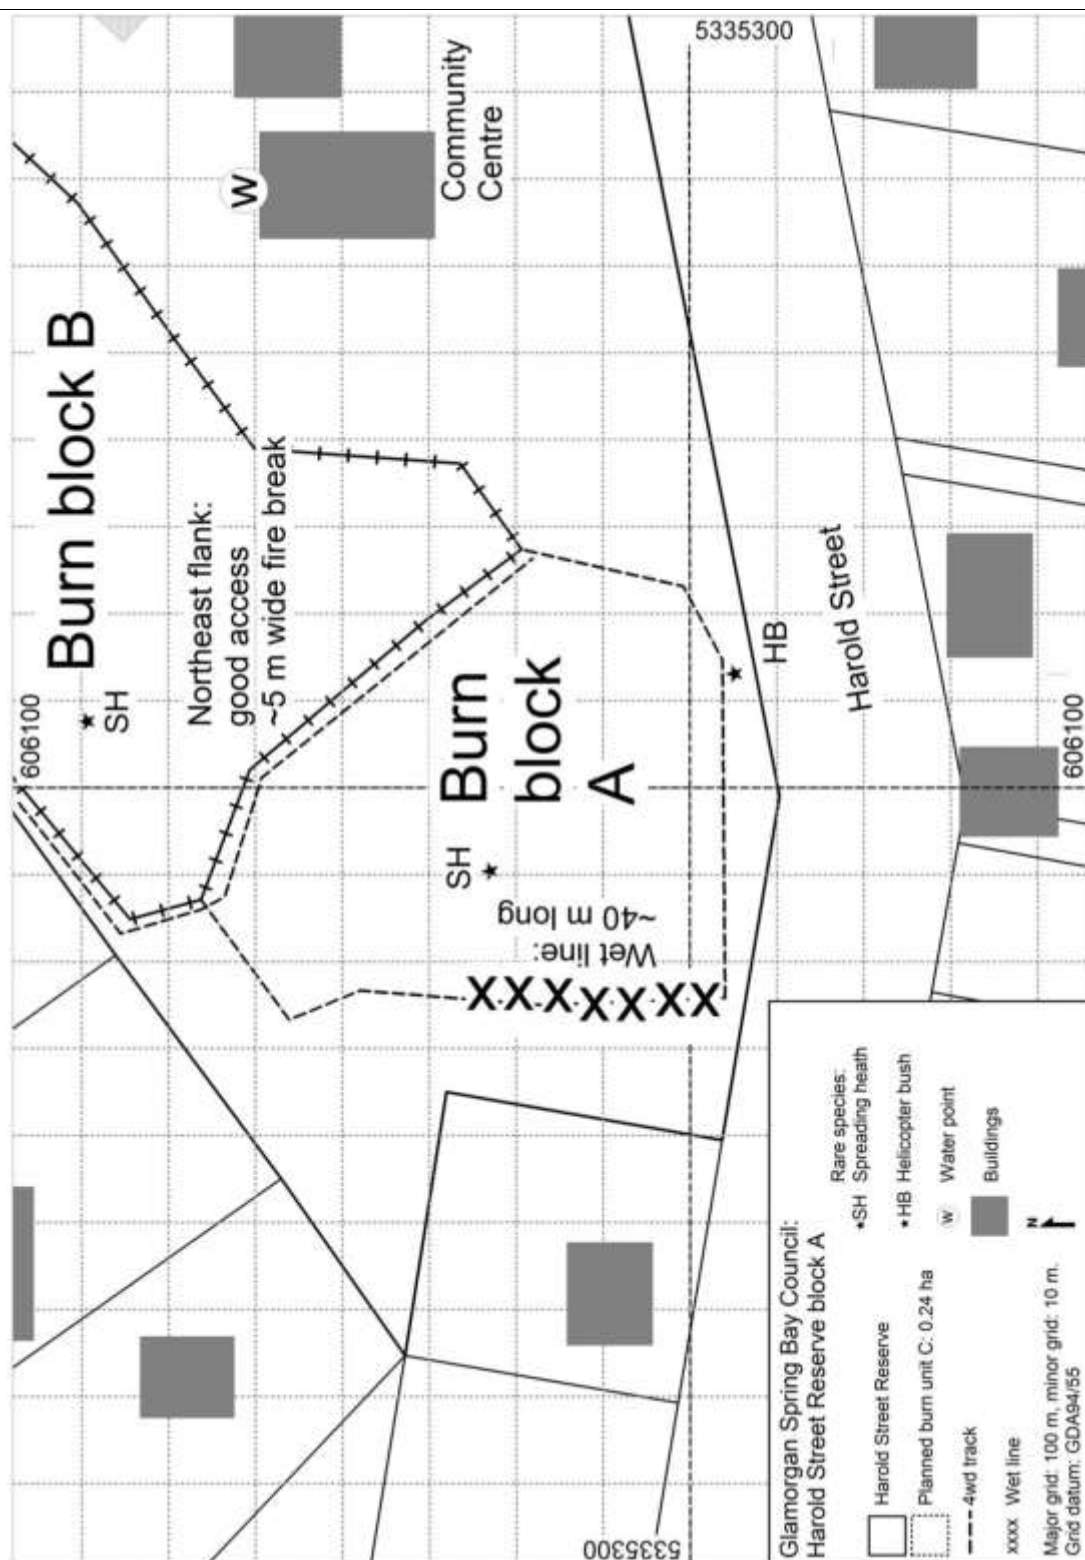 5335300
606100
W
Community
Centre
Burn block B
SH
Northeast flank:
good access
~5 m wide fire break
Burn
block
A
SH
Wet line:
~40 m long
XXXXXXX
HB
Harold Street
606100
5335300
Glamorgan Spring Bay Council:
Harold Street Reserve block A
Harold Street Reserve
Planned burn unit C: 0.24 ha
4wd track
xxxx Wet line
Major grid: 100 m, minor grid: 10 m.
Grid datum: GDA94/55
Rare species:
SH Spreading heath
HB Helicopter bush
W Water point
Buildings
N